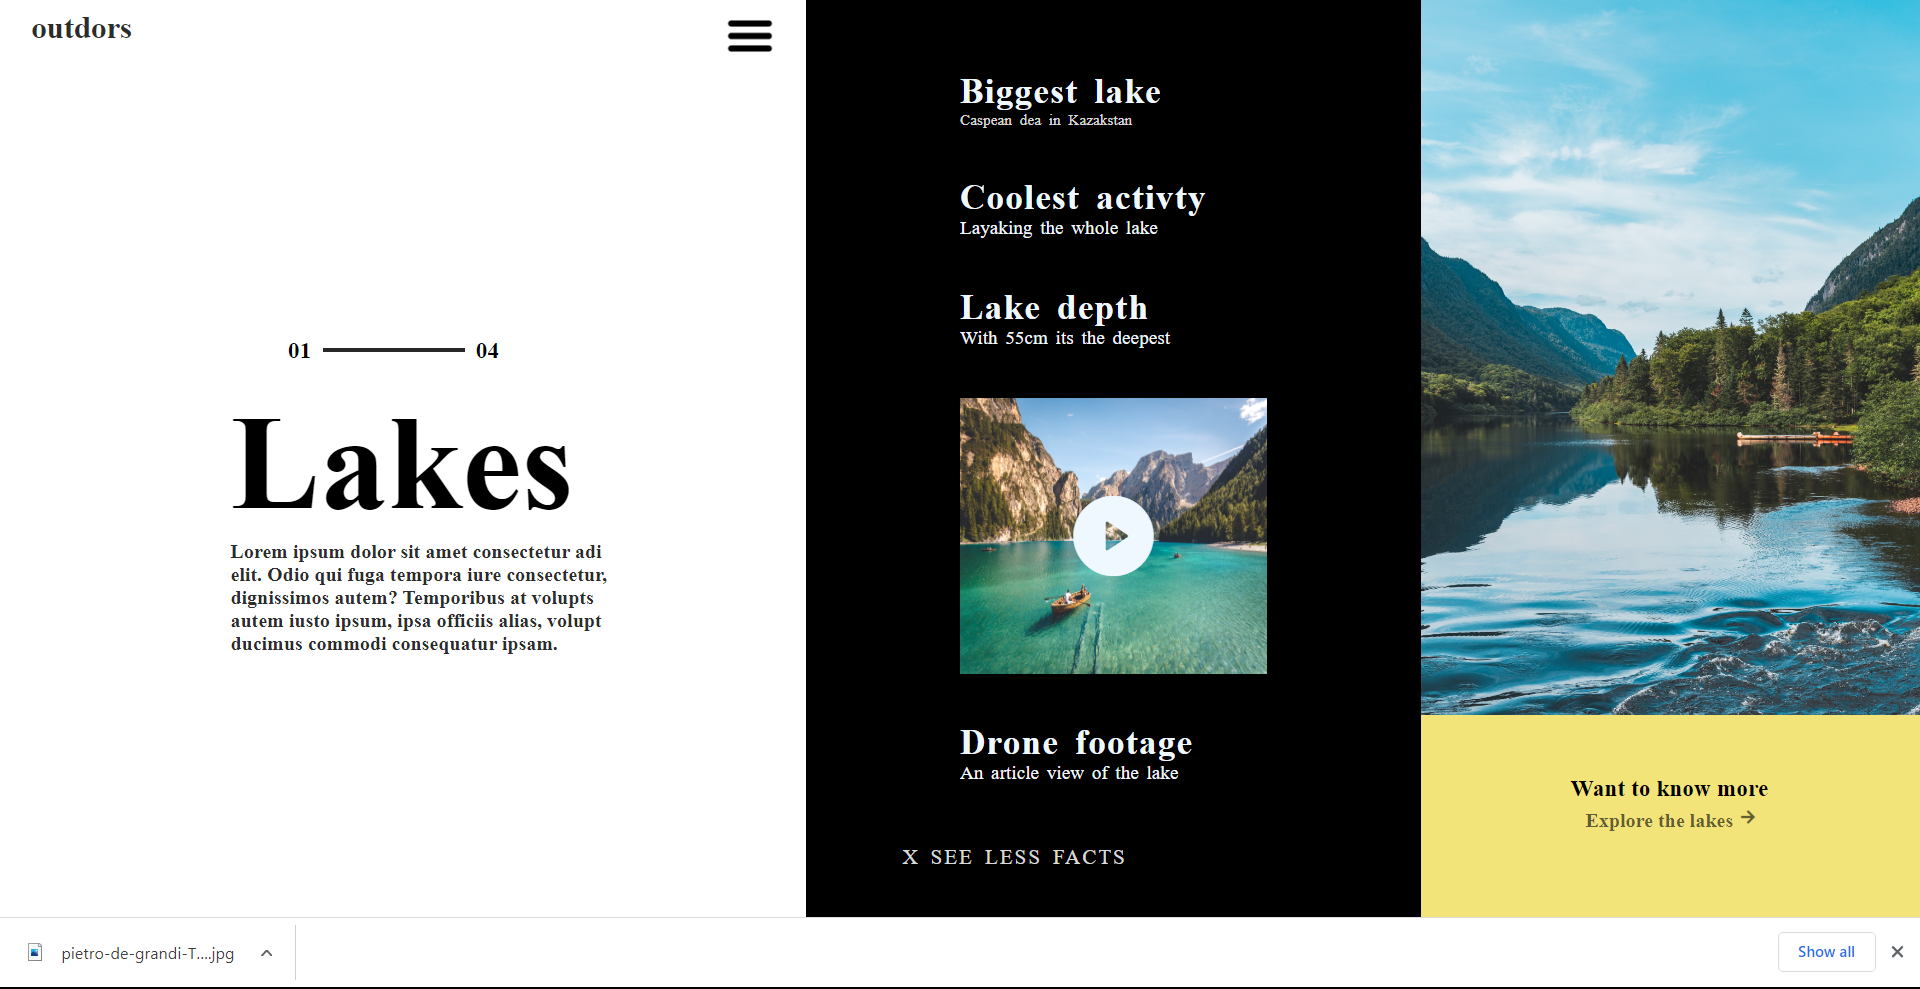 outdors
01
04
Lakes
Lorem ipsum dolor sit amet consectetur adi
elit. Odio qui fuga tempora iure consectetur,
dignissimos autem? Temporibus at volupts
autem iusto ipsum, ipsa officiis alias, volupt
ducimus commodi consequatur ipsam.
Biggest lake
Caspean dea in Kazakstan
Coolest activty
Layaking the whole lake
Lake depth
With 55cm its the deepest
Drone footage
An article view of the lake
X SEE LESS FACTS
Want to know more
Explore the lakes
pietro-de-grandi-T....jpg
Show all